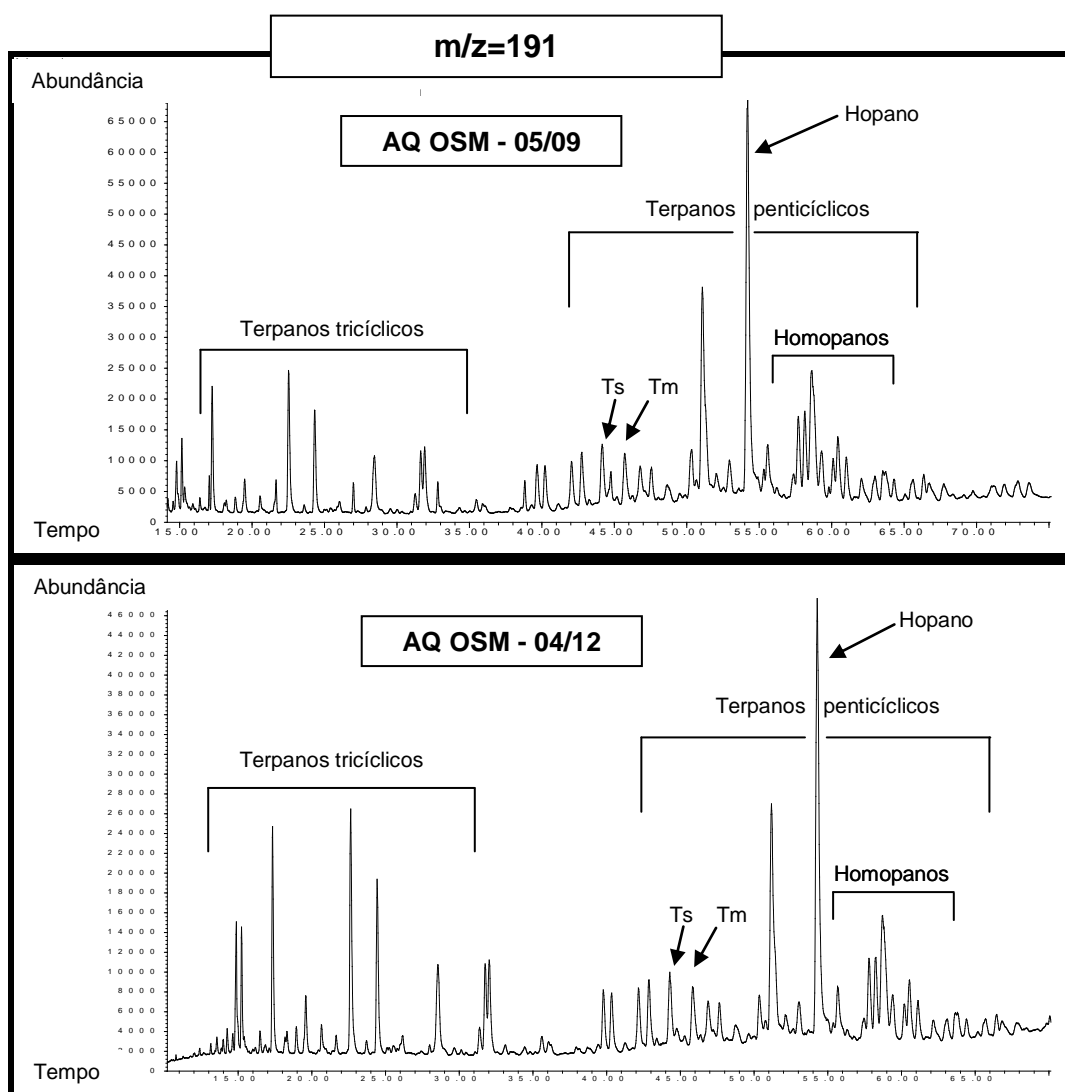 m/z=191
Abundância
AQ OSM - 05/09
Hopano
Terpanos penticíclicos
Terpanos tricíclicos
Homopanos
Ts
Tm
65000
60000
55000
50000
45000
40000
35000
30000
25000
20000
15000
10000
5000
0
Tempo
15.00 20.00 25.00 30.00 35.00 40.00 45.00 50.00 55.00 60.00 65.00 70.00
Abundância
AQ OSM - 04/12
Hopano
Terpanos penticíclicos
Terpanos tricíclicos
Homopanos
Ts
Tm
46000
44000
42000
40000
38000
36000
34000
32000
30000
28000
26000
24000
22000
20000
18000
16000
14000
12000
10000
8000
6000
4000
2000
0
Tempo
15.00 20.00 25.00 30.00 35.00 40.00 45.00 50.00 55.00 60.00 65.00